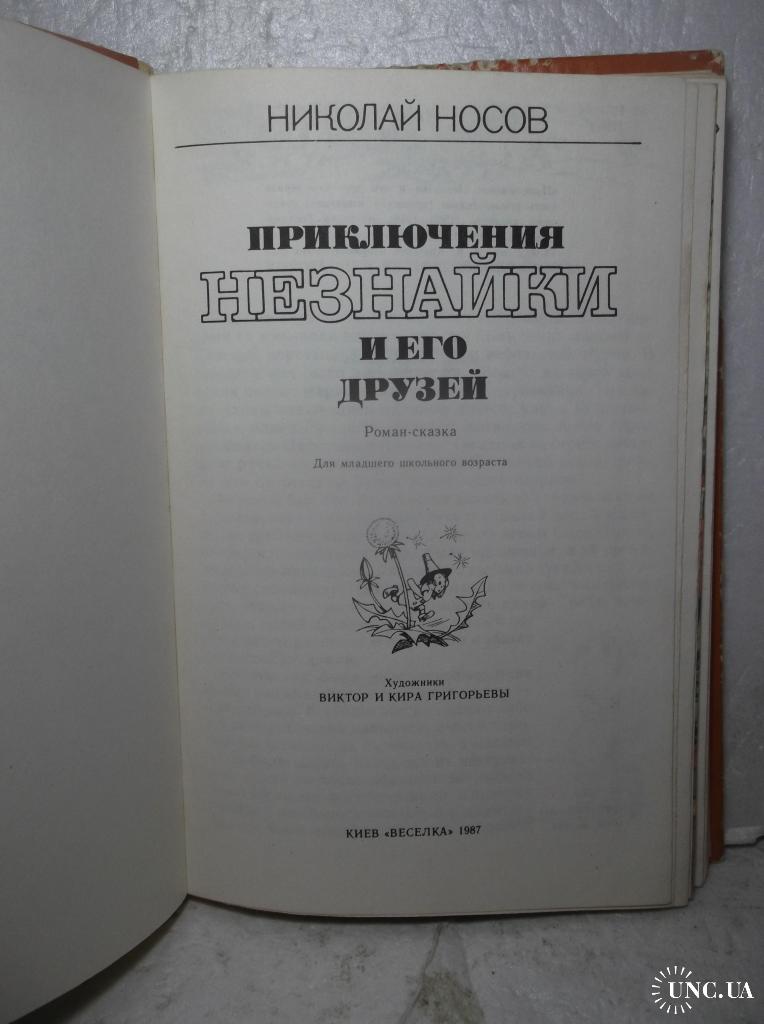 НИКОЛАЙ НОСОВ
ПРИКЛЮЧЕНИЯ
НЕЗНАЙКИ
И ЕГО
ДРУЗЕЙ
Роман-сказка
Для младшего школьного возраста
Художники
ВИКТОР И КИРА ГРИГОРЬЕВЫ
КИЕВ «ВЕСЕЛКА» 1987
UNC.UA